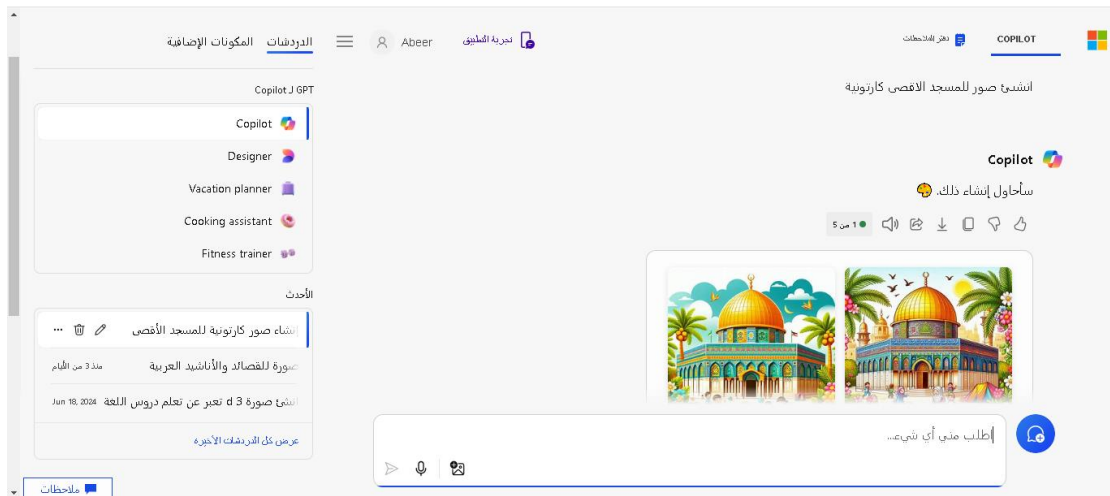 COPILOT
دفتر الملاحظات
تجربة التطبيق
Abeer
الدردشات
المكونات الإضافية
انشئ صور للمسجد الاقصى كارتونية
Copilot
سأحاول إنشاء ذلك.
1 من 5
اطلب مني أي شيء...
Copilot لـ GPT
Copilot
Designer
Vacation planner
Cooking assistant
Fitness trainer
الأحدث
إنشاء صور كارتونية للمسجد الأقصى
صورة للقصائد والأناشيد العربية
منذ 3 من الأيام
انشئ صورة 3 d تعبر عن تعلم دروس اللغة
Jun 18, 2024
عرض كل الدردشات الأخيرة
ملاحظات